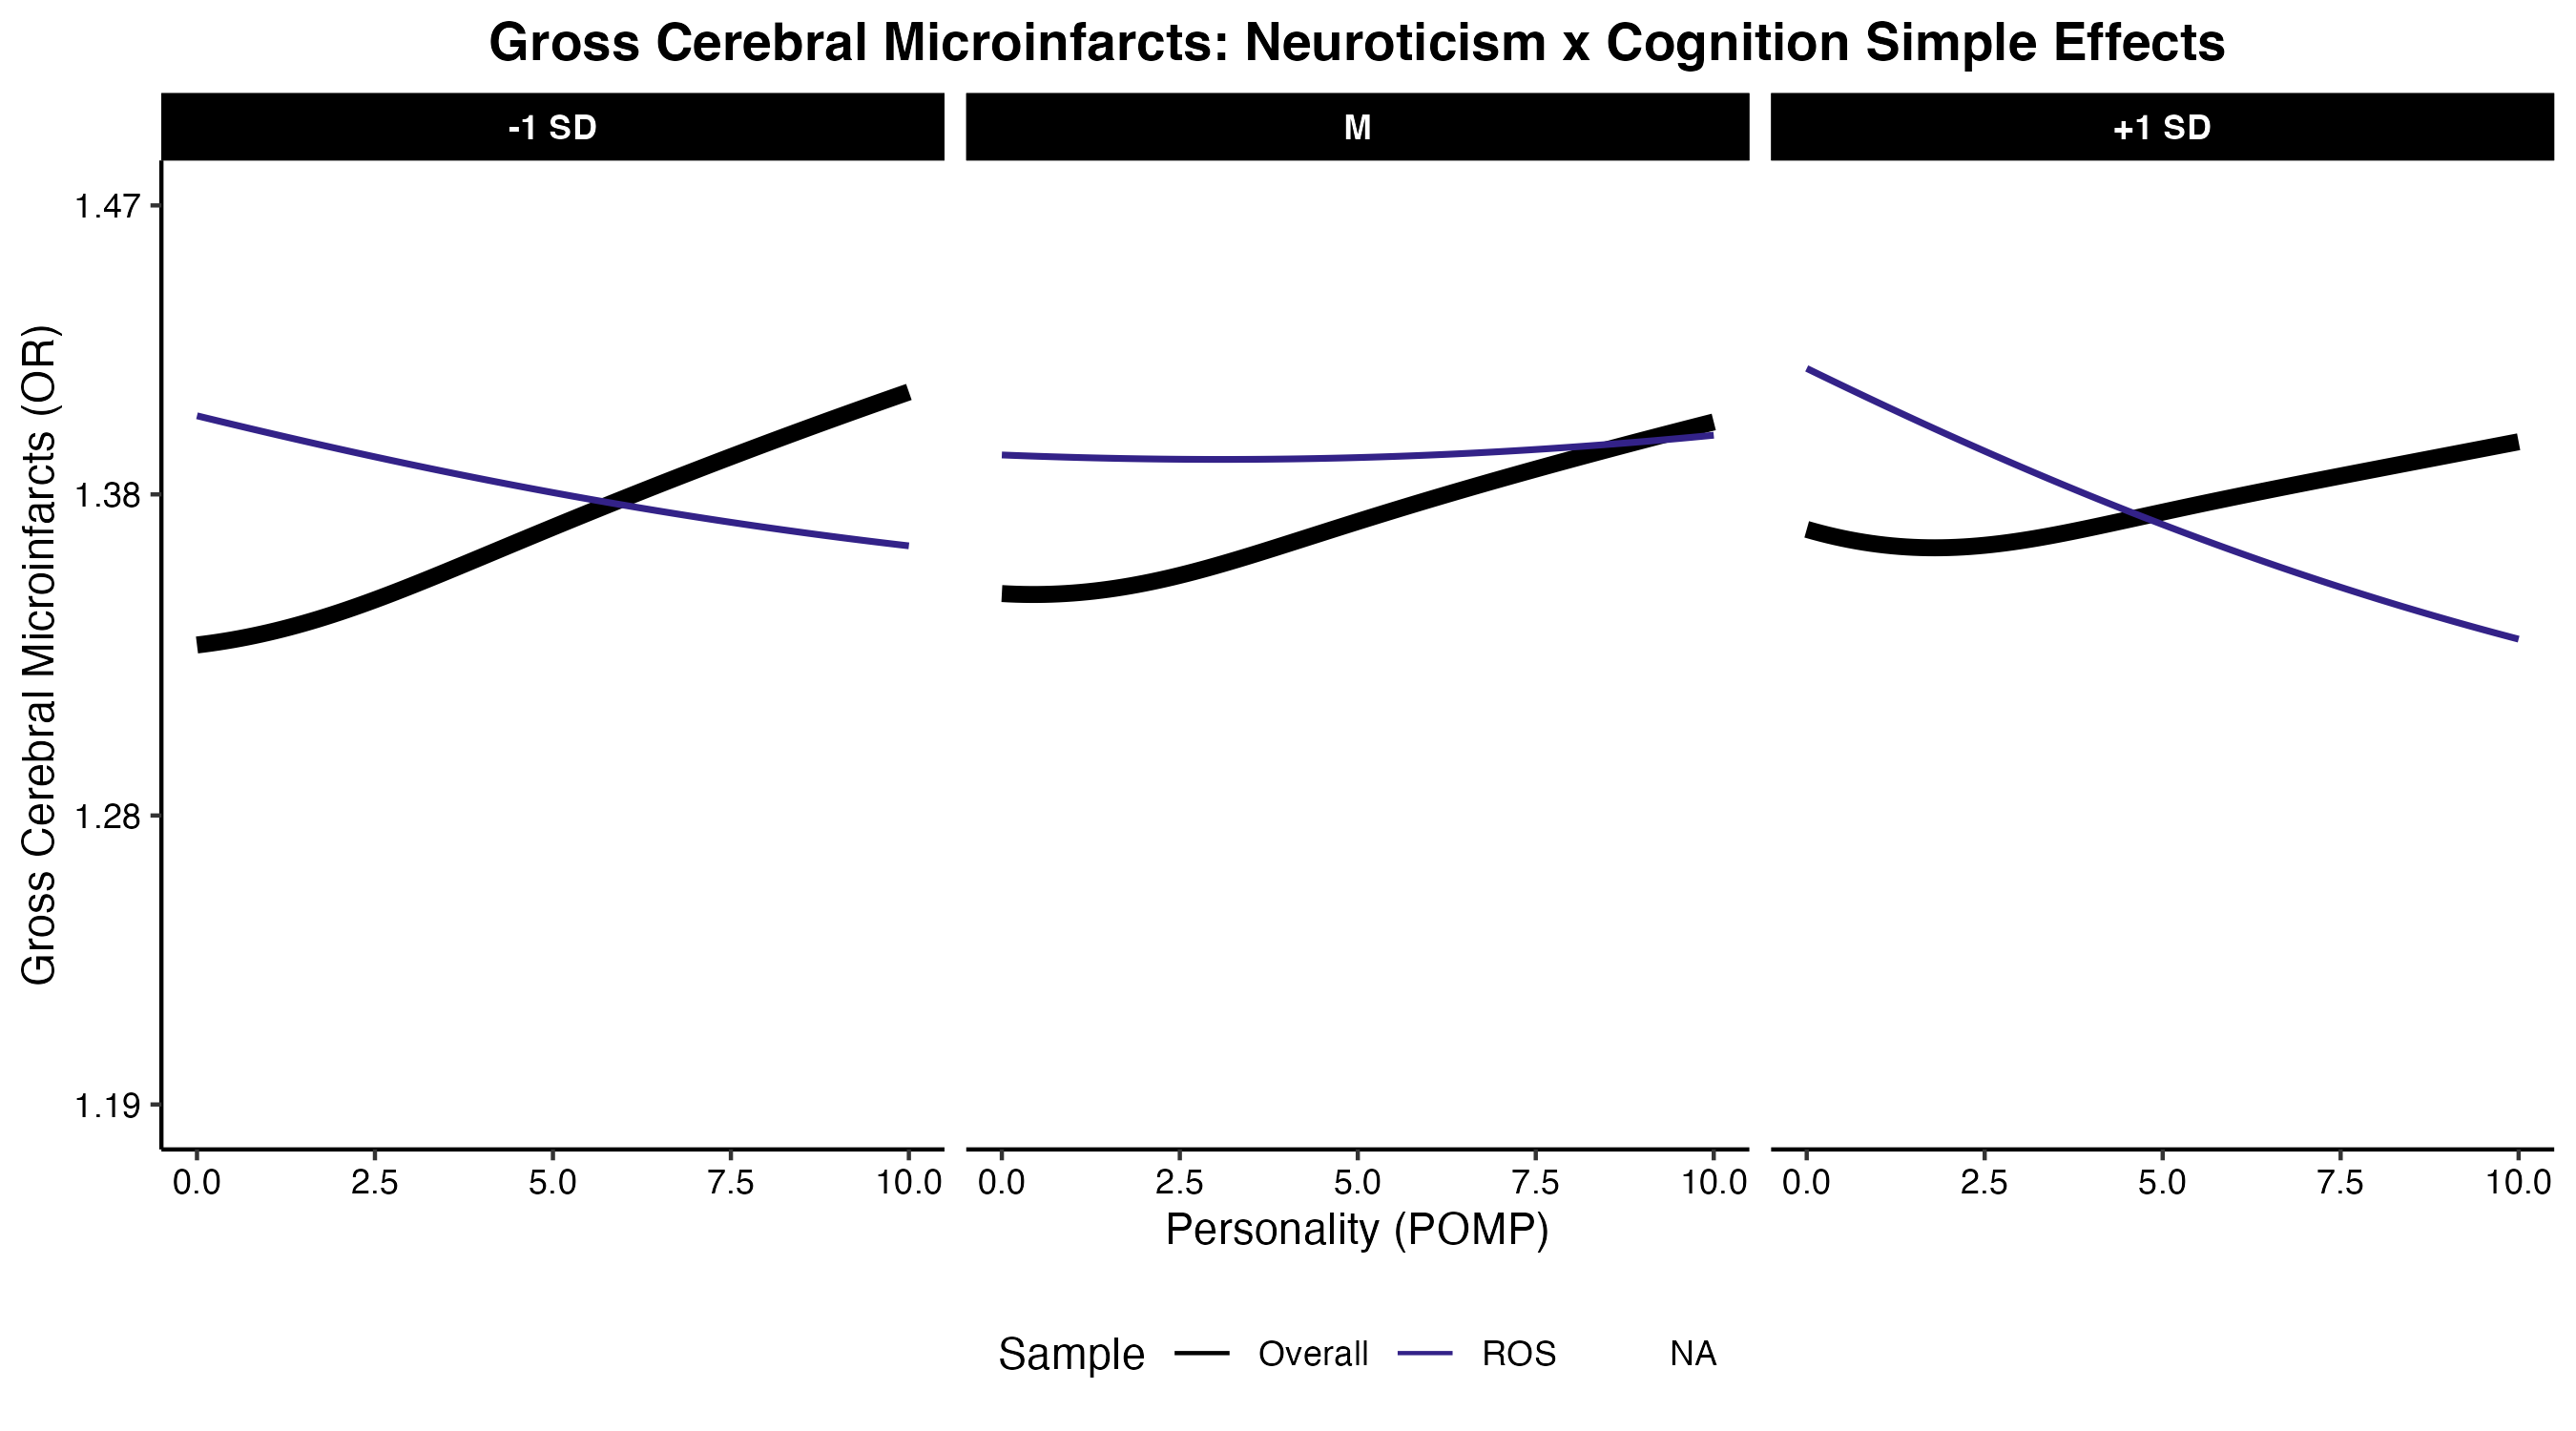 Gross Cerebral Microinfarcts: Neuroticism x Cognition Simple Effects
-1 SD
M
+1 SD
Gross Cerebral Microinfarcts (OR)
1.47
1.38
1.28
1.19
0.0 2.5 5.0 7.5 10.0
0.0 2.5 5.0 7.5 10.0
0.0 2.5 5.0 7.5 10.0
Personality (POMP)
Sample Overall ROS NA